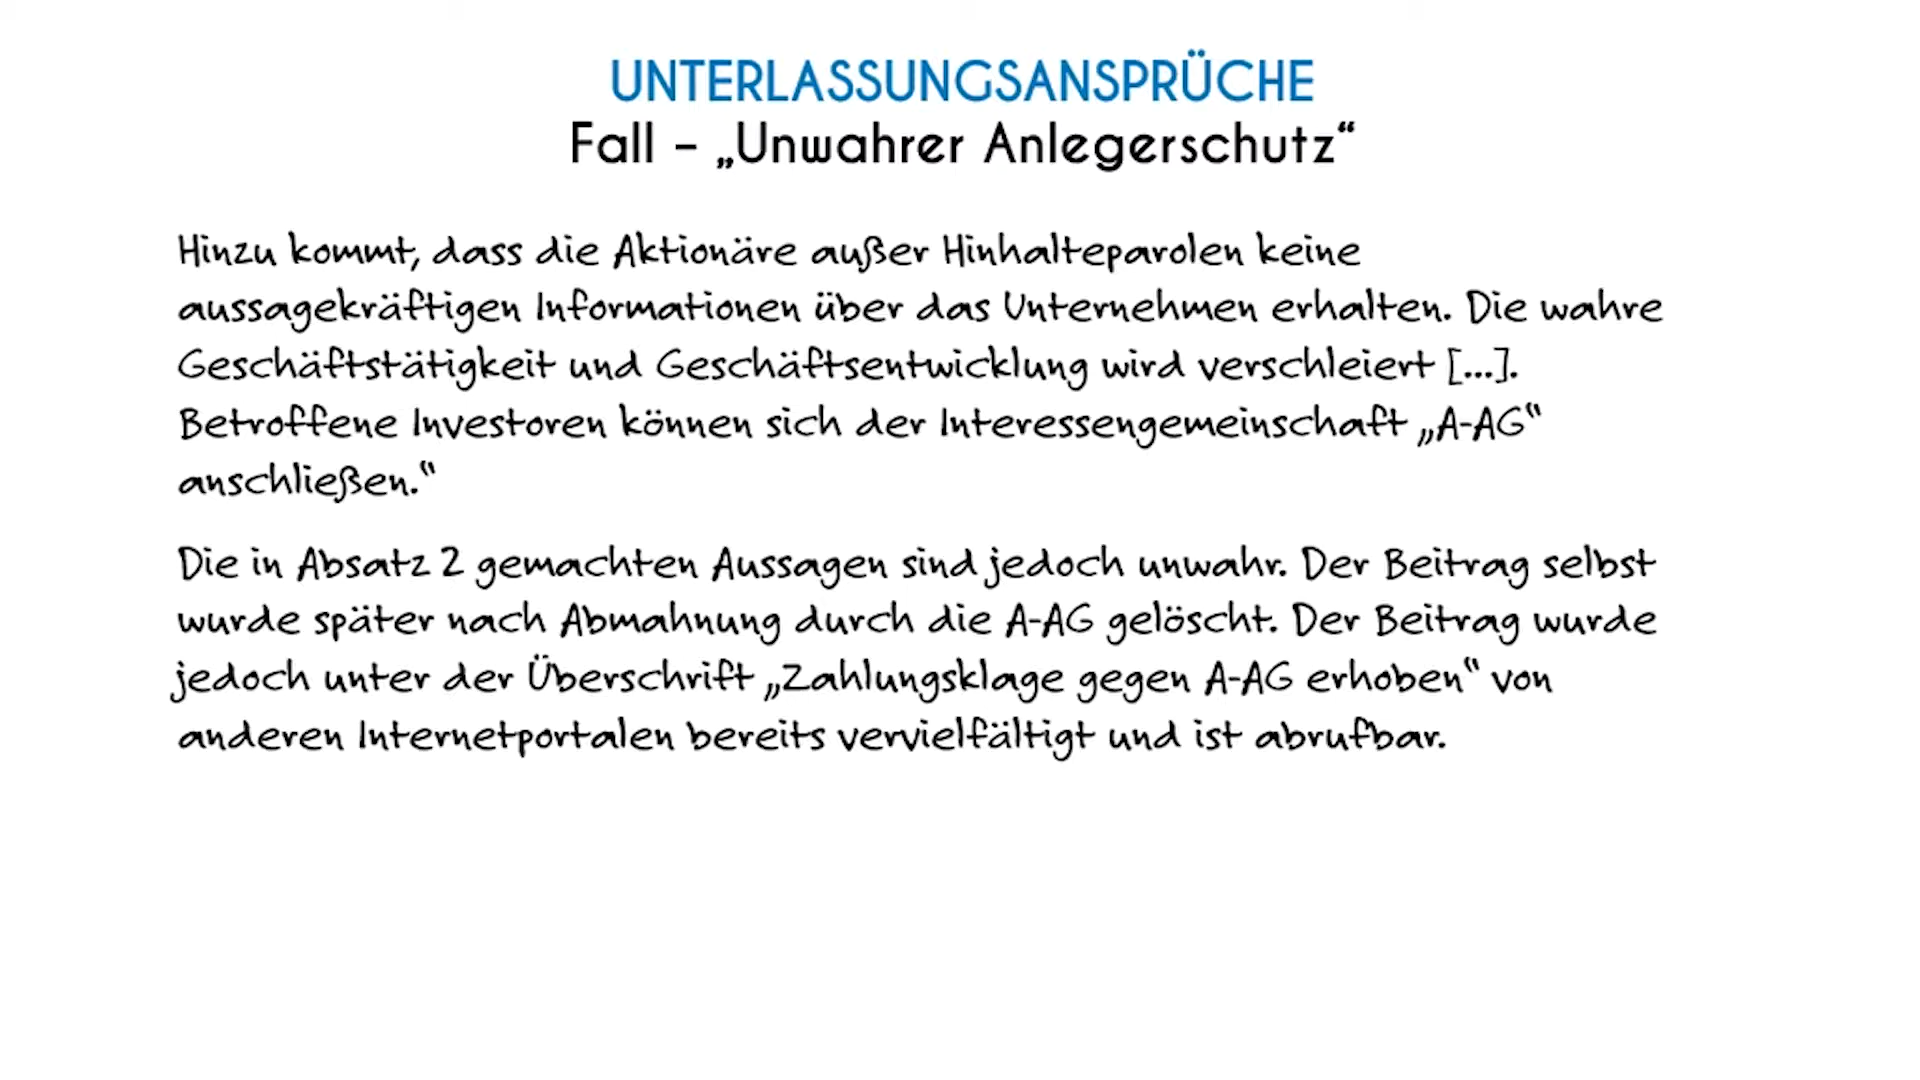 UNTERLASSUNGSANSPRÜCHE
Fall – „Unwahrer Anlegerschutz“
Hinzu kommt, dass die Aktionäre außer Hinhalteparolen keine
aussagekräftigen Informationen über das Unternehmen erhalten. Die wahre
Geschäftstätigkeit und Geschäftsentwicklung wird verschleiert [...].
Betroffene Investoren können sich der Interessengemeinschaft „A-AG“
anschließen.“
Die in Absatz 2 gemachten Aussagen sind jedoch unwahr. Der Beitrag selbst
wurde später nach Abmahnung durch die A-AG gelöscht. Der Beitrag wurde
jedoch unter der Überschrift „Zahlungsklage gegen A-AG erhoben“ von
anderen Internetportalen bereits vervielfältigt und ist abrufbar.